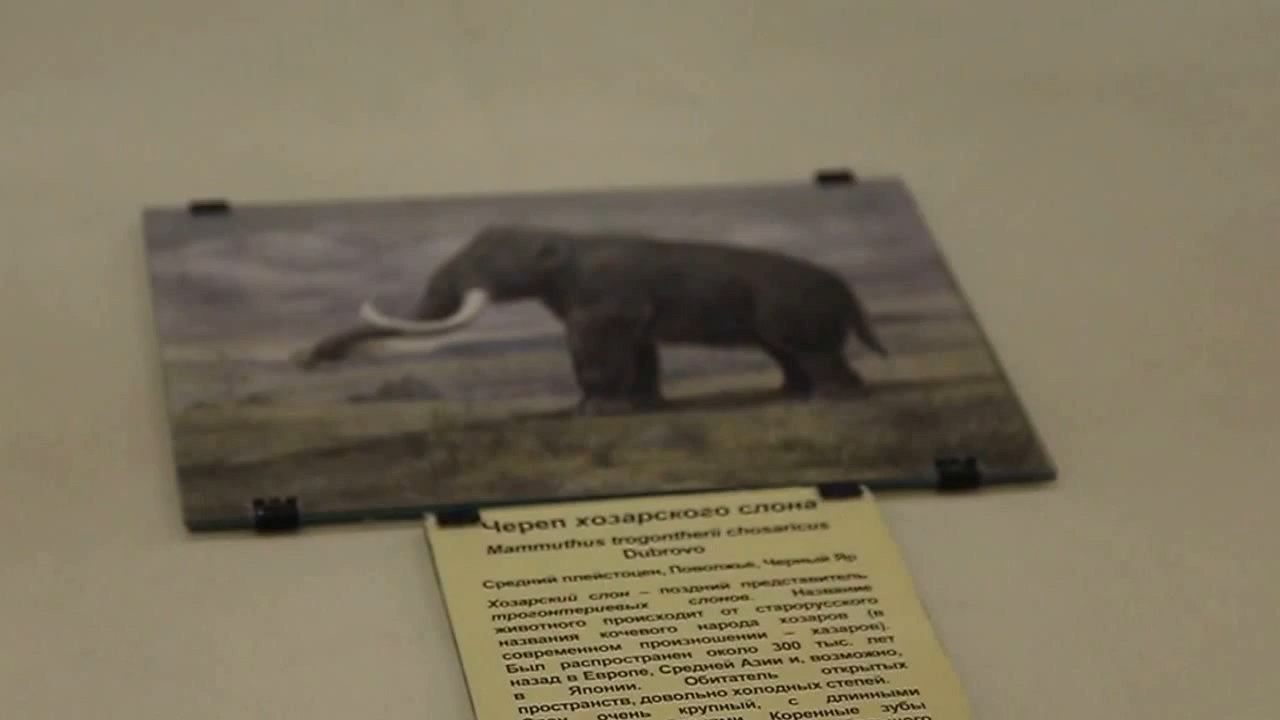 Череп хозарского слона
Mammuthus trogontherii chosaricus
Dubrovo
Средний плейстоцен, Поволжье, Черный Яр
Хозарский слон – поздний представитель
трогонтериевых слонов. Название
животного происходит от старорусского
названия кочевого народа хозаров (в
современном произношении – хазаров).
Был распространен около 300 тыс. лет
назад в Европе, Средней Азии и, возможно,
в Японии. Обитатель открытых
пространств, довольно холодных степей.
очень крупный, с длинными
Коренные зубы